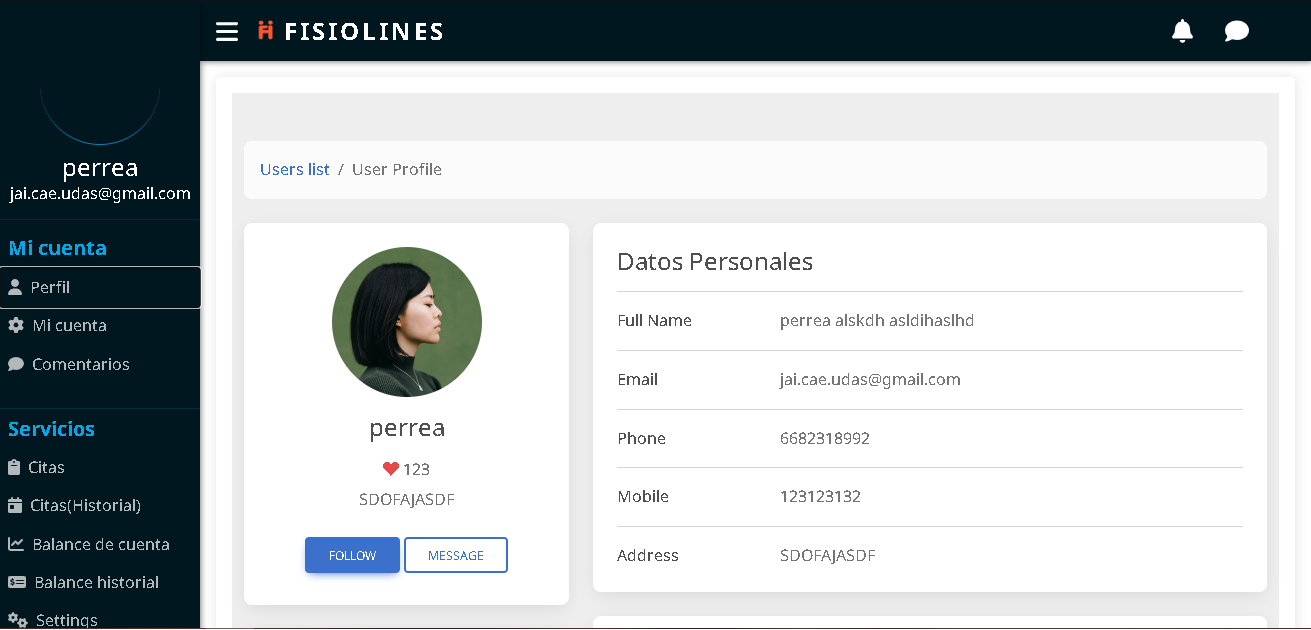 FISIOLINES
perrea
jai.cae.udas@gmail.com
Mi cuenta
Perfil
Mi cuenta
Comentarios
Servicios
Citas
Citas(Historial)
Balance de cuenta
Balance historial
Settings
Users list / User Profile
perrea
123
SDOFAJASDF
FOLLOW
MESSAGE
Datos Personales
Full Name perrea alskdh asldihaslhd
Email jai.cae.udas@gmail.com
Phone 6682318992
Mobile 123123132
Address SDOFAJASDF